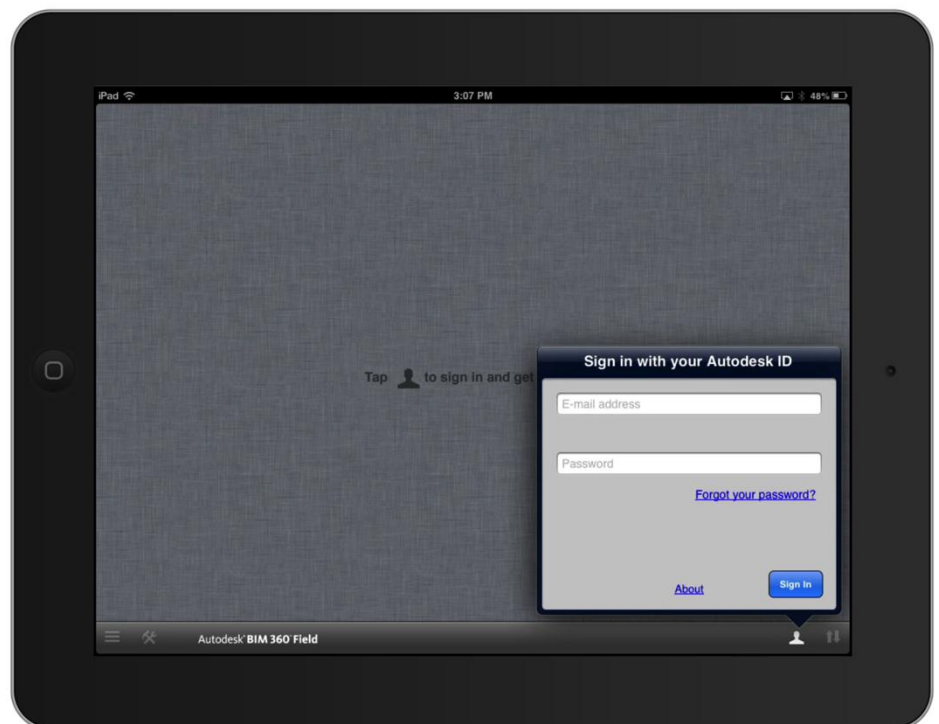 iPad
3:07 PM
48%
Tap to sign in and get
Sign in with your Autodesk ID
E-mail address
Password
Forgot your password?
About
Sign In
Autodesk® BIM 360™ Field